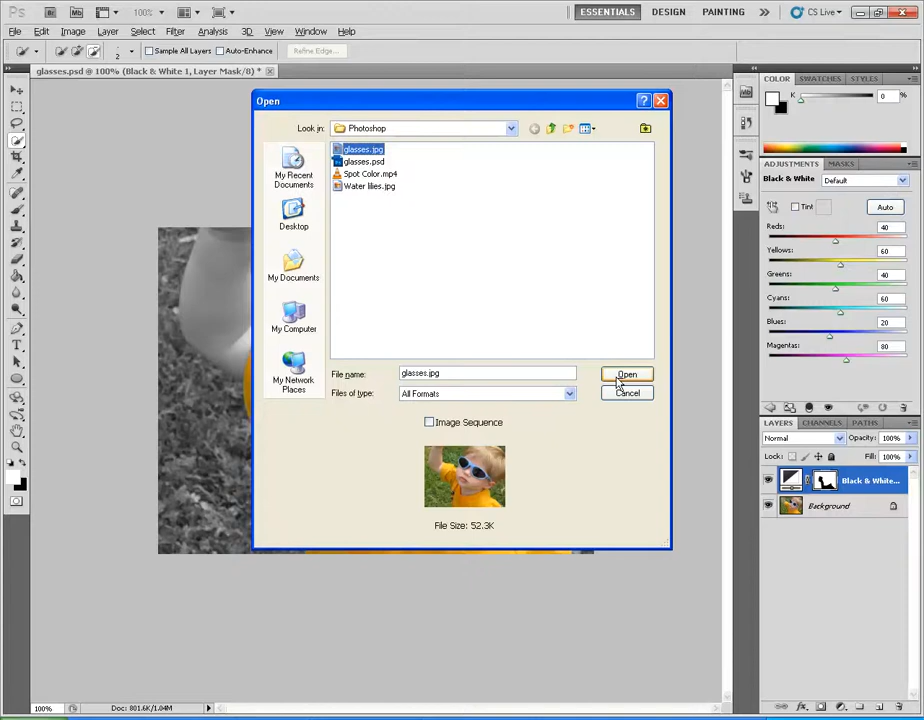 Ps Br Mb 100% ESSENTIALS DESIGN PAINTING CS Live
File Edit Image Layer Select Filter Analysis 3D View Window Help
2 Sample All Layers Auto-Enhance Refine Edge...
glasses.psd @ 100% (Black & White 1, Layer Mask/8) *
COLOR SWATCHES STYLES
K 0 %
Open
Look in: Photoshop
glasses.jpg
glasses.psd
Spot Color.mp4
Water lilies.jpg
My Recent
Documents
Desktop
My Documents
My Computer
My Network
Places
File name: glasses.jpg Open
Files of type: All Formats Cancel
Image Sequence
File Size: 52.3K
ADJUSTMENTS MASKS
Black & White Default
Tint Auto
Reds: 40
Yellows: 60
Greens: 40
Cyans: 60
Blues: 20
Magentas: 80
LAYERS CHANNELS PATHS
Normal Opacity: 100%
Lock: Fill: 100%
Black & White...
Background
100% Doc: 801.6K/1.04M